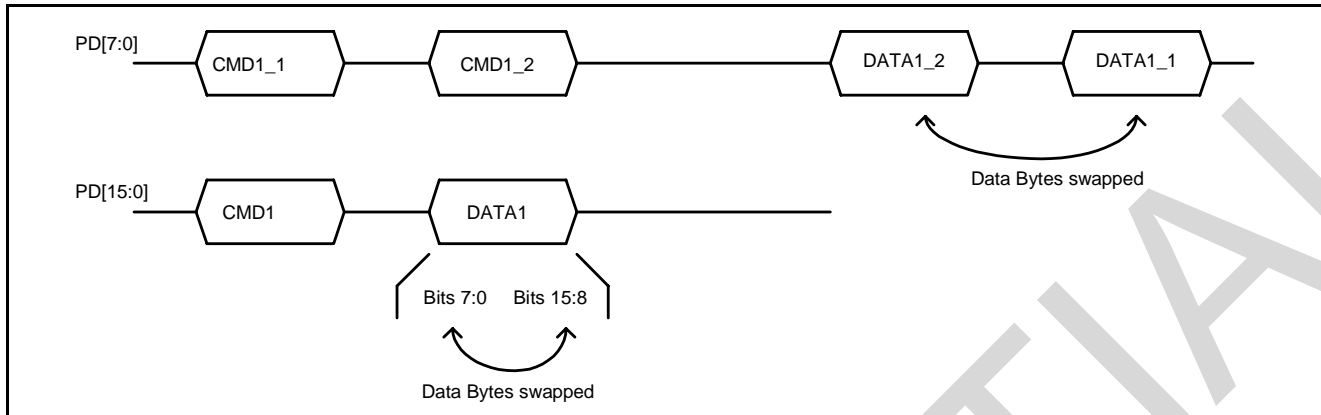 PD[7:0]
CMD1_1 CMD1_2 DATA1_2 DATA1_1
Data Bytes swapped
PD[15:0]
CMD1 DATA1
Bits 7:0 Bits 15:8
Data Bytes swapped